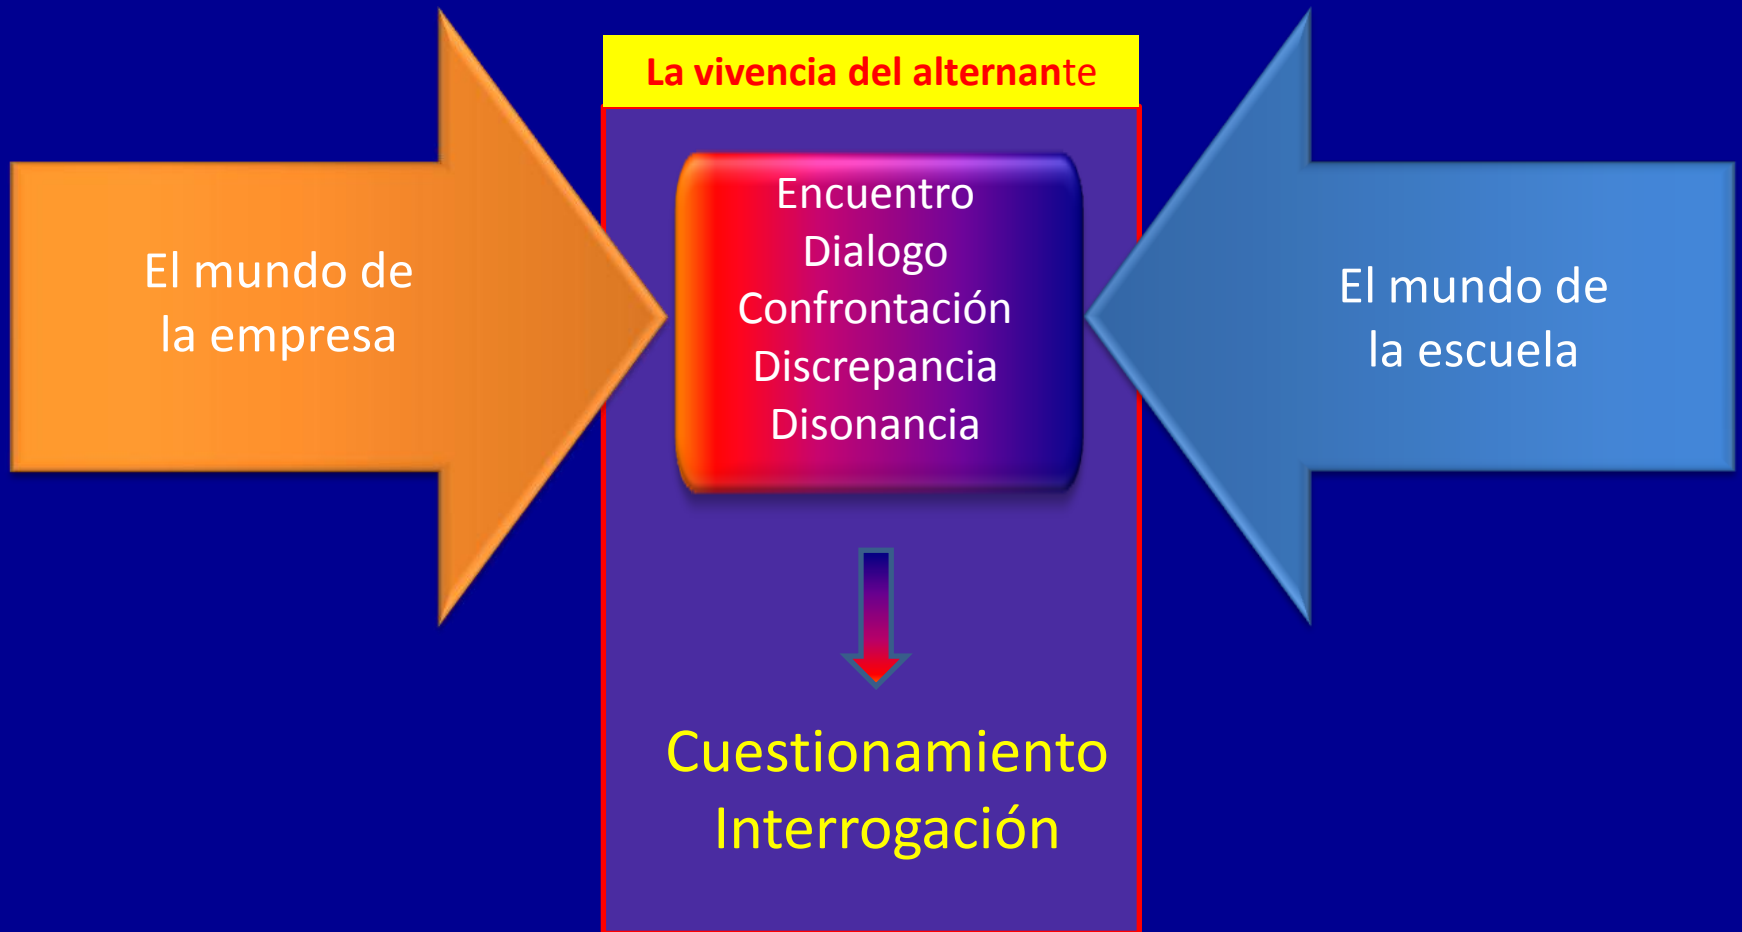 La vivencia del alternante
El mundo de
la empresa
Encuentro
Dialogo
Confrontación
Discrepancia
Disonancia
El mundo de
la escuela
Cuestionamiento
Interrogación